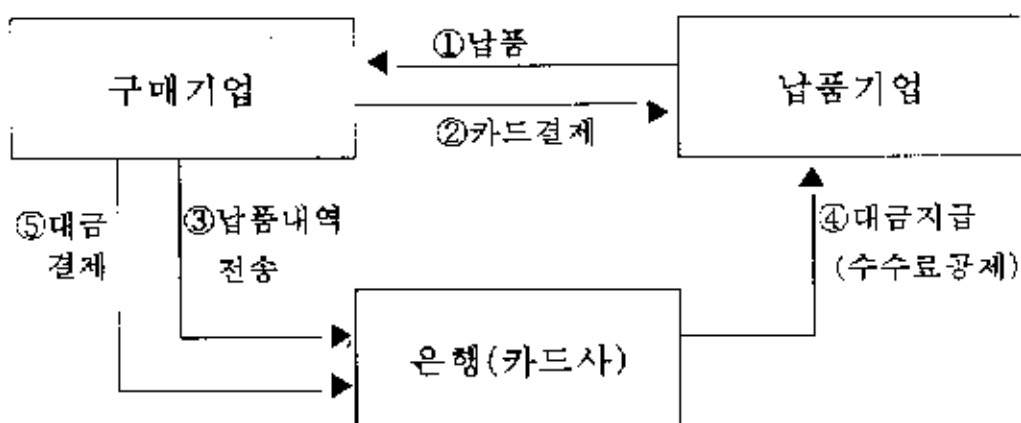 ①납품
구매기업
납품기업
②카드결제
⑤대금
결제
③납품내역
전송
④대금지급
(수수료공제)
은행(카드사)